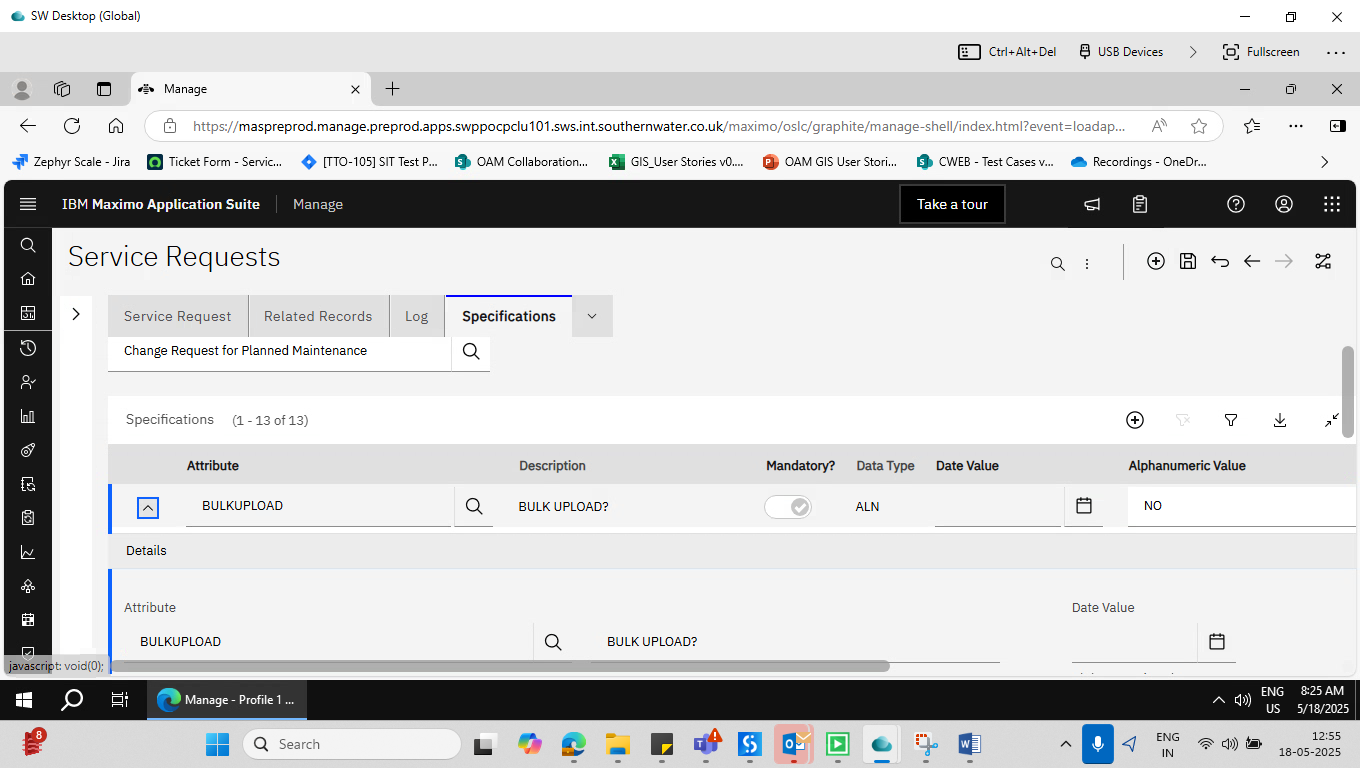 SW Desktop (Global)
Ctrl+Alt+Del USB Devices Fullscreen
Manage
https://maspreprod.manage.preprod.apps.swppocpclu101.sws.int.southernwater.co.uk/maximo/oslc/graphite/manage-shell/index.html?event=loadap...
Zephyr Scale - Jira Ticket Form - Servic... [TTO-105] SIT Test P... OAM Collaboration... GIS_User Stories v0.... OAM GIS User Stori... CWEB - Test Cases v... Recordings - OneDr...
IBM Maximo Application Suite Manage Take a tour
Service Requests
Service Request Related Records Log Specifications
Change Request for Planned Maintenance
Specifications (1 - 13 of 13)
Attribute Description Mandatory? Data Type Date Value Alphanumeric Value
BULKUPLOAD BULK UPLOAD? ALN NO
Details
Attribute Date Value
BULKUPLOAD BULK UPLOAD?
javascript: void(0);
Manage - Profile 1 ... ENG US 8:25 AM 5/18/2025
8 Search ENG IN 12:55 18-05-2025